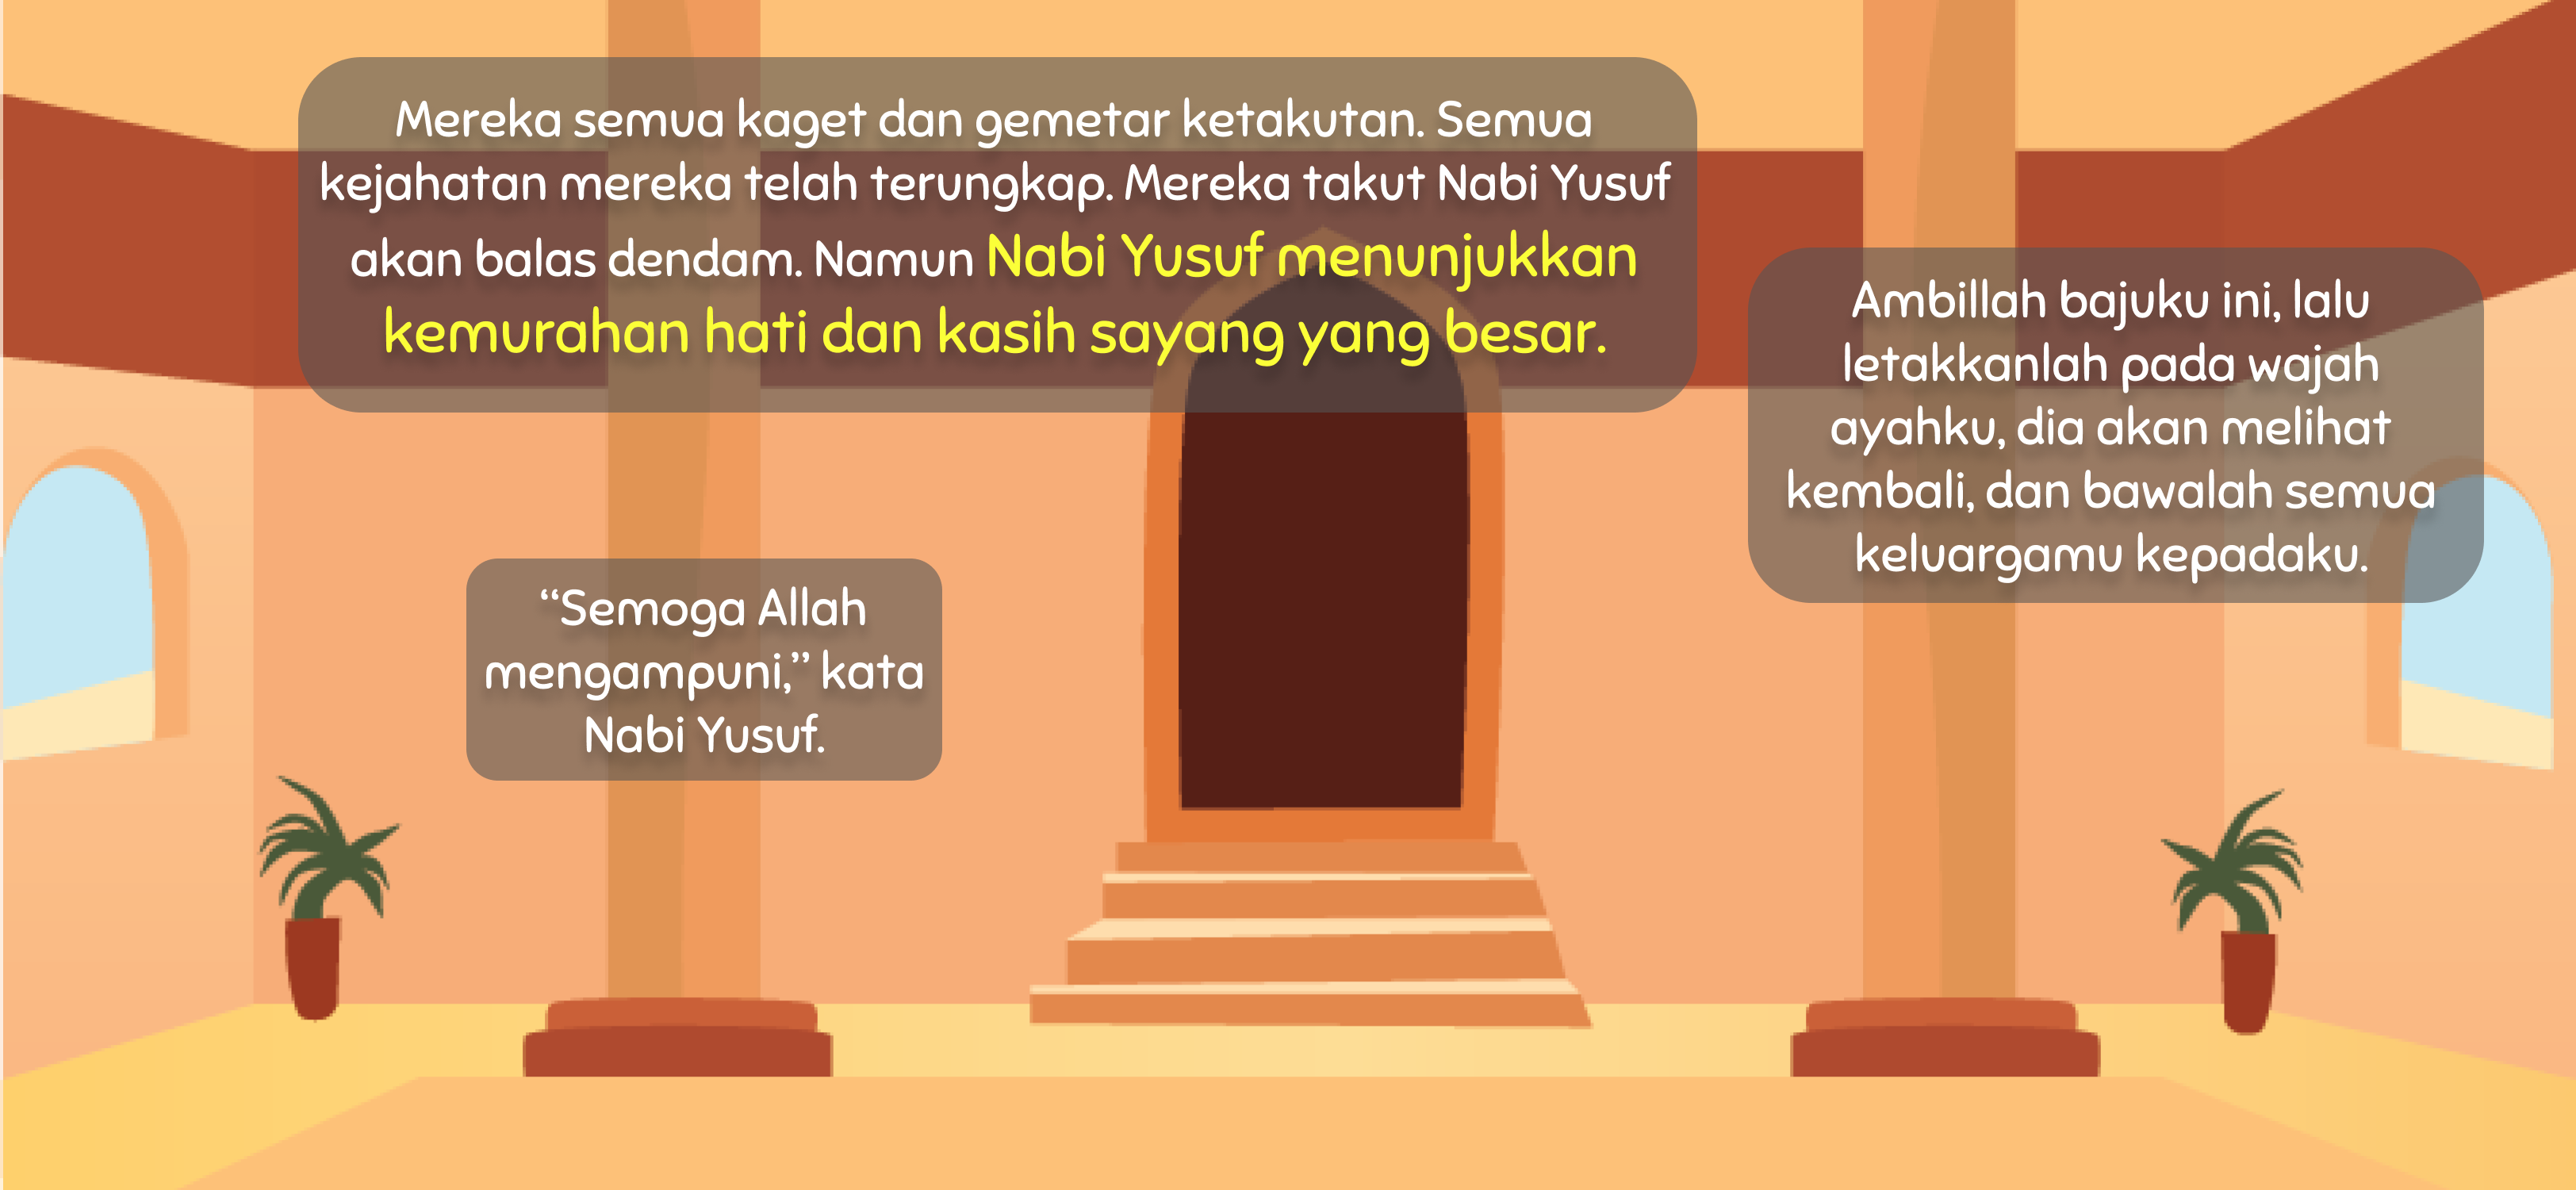 Mereka semua kaget dan gemetar ketakutan. Semua
kejahatan mereka telah terungkap. Mereka takut Nabi Yusuf
akan balas dendam. Namun Nabi Yusuf menunjukkan
kemurahan hati dan kasih sayang yang besar.
“Semoga Allah
mengampuni,” kata
Nabi Yusuf.
Ambillah bajuku ini, lalu
letakkanlah pada wajah
ayahku, dia akan melihat
kembali, dan bawalah semua
keluargamu kepadaku.